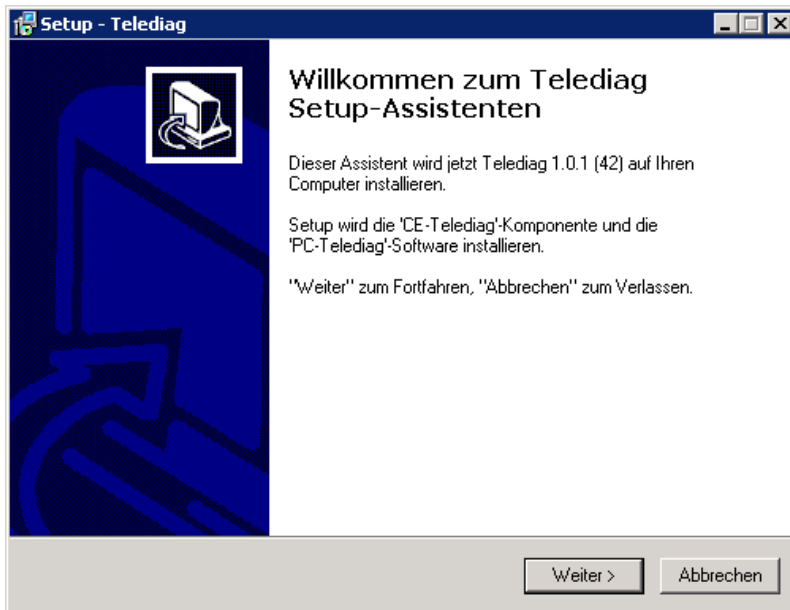 Setup - Telediag
Willkommen zum Telediag
Setup-Assistenten
Dieser Assistent wird jetzt Telediag 1.0.1 (42) auf Ihren
Computer installieren.
Setup wird die 'CE-Telediag'-Komponente und die
'PC-Telediag'-Software installieren.
"Weiter" zum Fortfahren, "Abbrechen" zum Verlassen.
Weiter >
Abbrechen